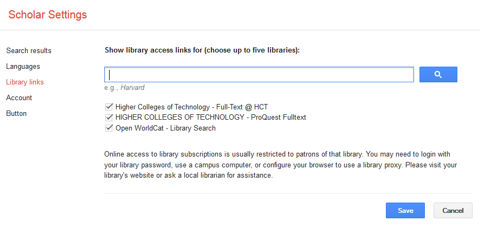 Scholar Settings
Search results
Languages
Library links
Account
Button
Show library access links for (choose up to five libraries):
e.g., Harvard
Higher Colleges of Technology - Full-Text @ HCT
HIGHER COLLEGES OF TECHNOLOGY - ProQuest Fulltext
Open WorldCat - Library Search
Online access to library subscriptions is usually restricted to patrons of that library. You may need to login with
your library password, use a campus computer, or configure your browser to use a library proxy. Please visit your
library's website or ask a local librarian for assistance.
Save
Cancel